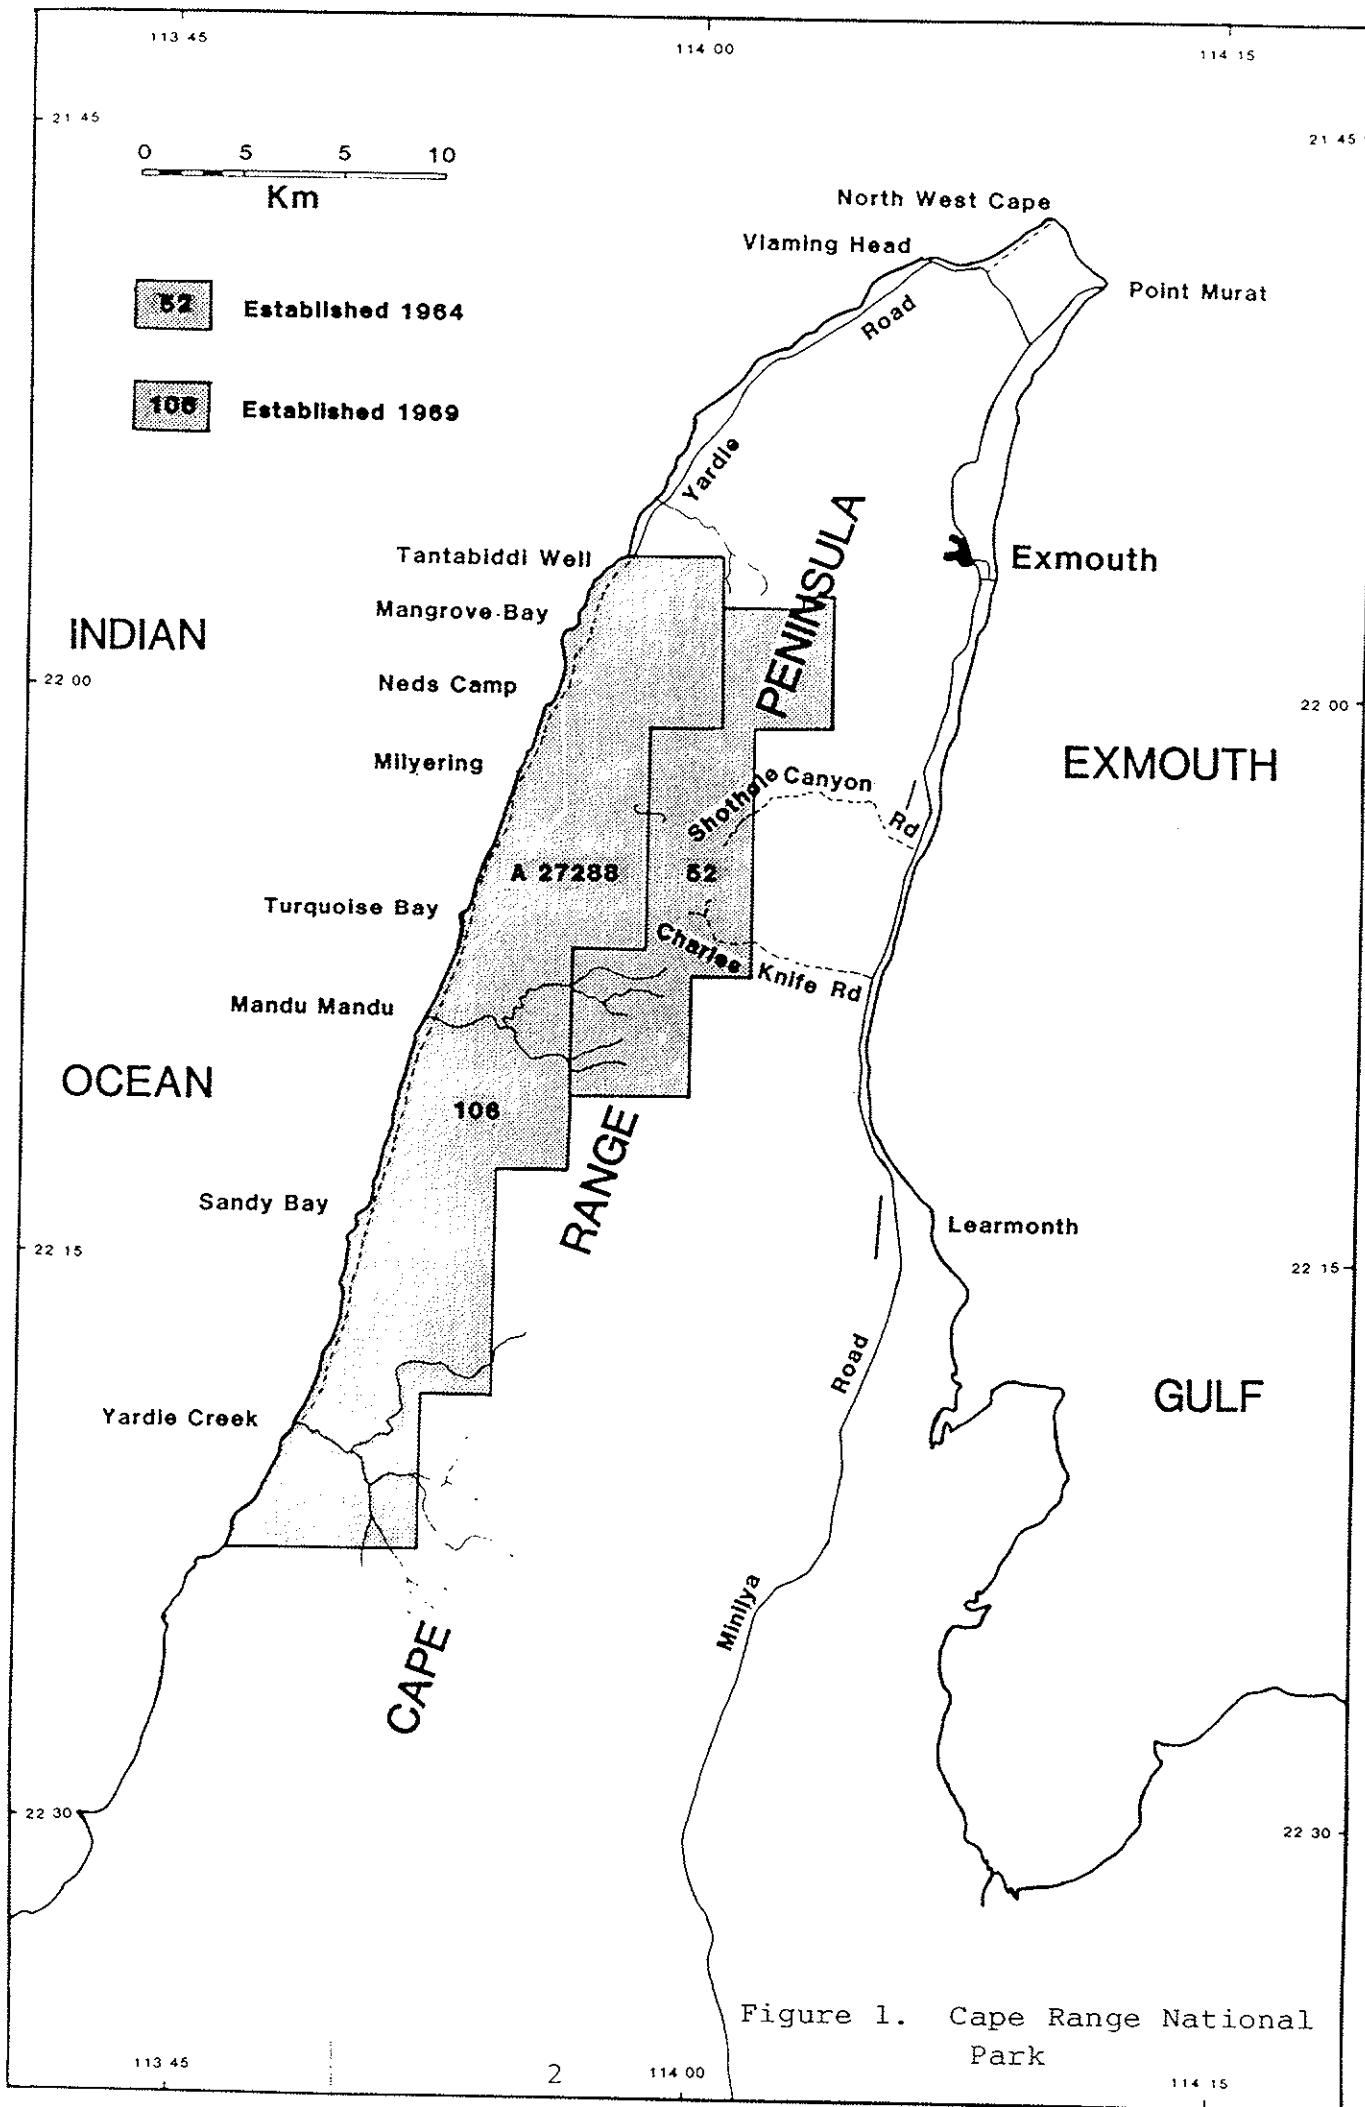 113 45
114 00
114 15
21 45
21 45
0 5 5 10
Km
North West Cape
Vlaming Head
Point Murat
52 Established 1964
Road
106 Established 1969
Yardie
Tantabiddi Well
Exmouth
Mangrove Bay
PENINSULA
INDIAN
22 00
Neds Camp
22 00
Milyering
EXMOUTH
Shothole Canyon
Rd
A 27288
52
Turquoise Bay
Charles Knife Rd
Mandu Mandu
OCEAN
106
RANGE
Sandy Bay
Learmonth
22 15
22 15
Road
GULF
Yardie Creek
Minilya
CAPE
22 30
22 30
Figure 1. Cape Range National
Park
113 45
2
114 00
114 15